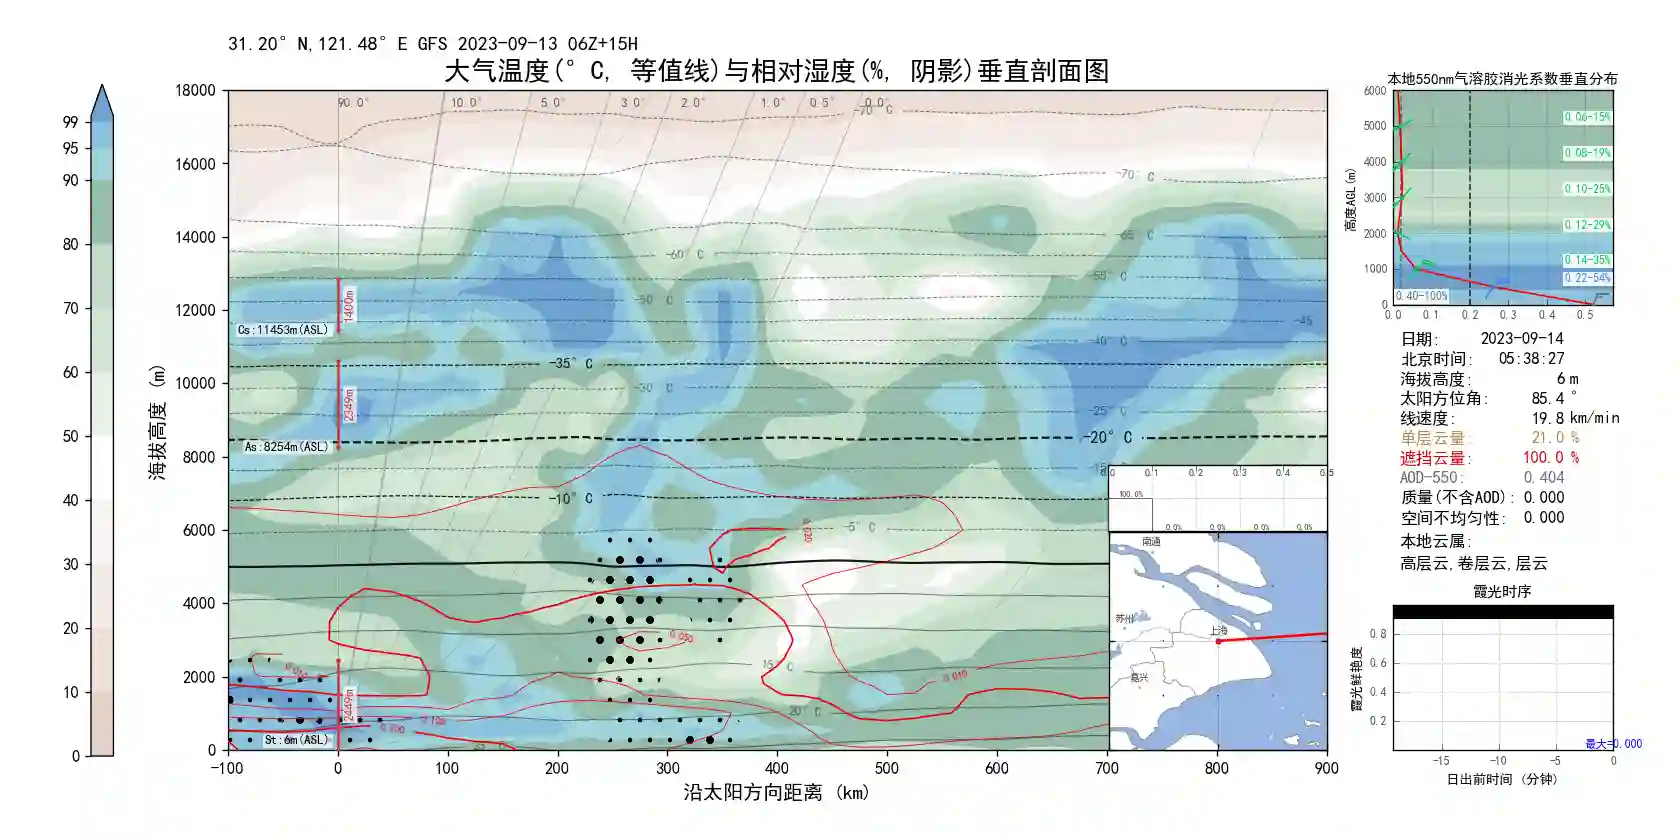 31.20° N,121.48° E GFS 2023-09-13 06Z+15H
大气温度(° C, 等值线)与相对湿度(%, 阴影)垂直剖面图
99
95
90
80
70
60
50
40
30
20
10
0
海拔高度 (m)
18000
16000
14000
12000
10000
8000
6000
4000
2000
0
90.0° 10.0° 5.0° 3.0° 2.0° 1.0° 0.5° 0.0°
-70° C
-70° C
-65° C
-60° C
-55° C
-50° C
-45
-40° C
-35° C
-30° C
-25° C
-20° C
-10° C
-5° C
15° C
20° C
1400m
Cs:11453m(ASL)
2349m
As:8254m(ASL)
2449m
St:6m(ASL)
0.020
0.050
0.010
0.100
0.200
-100 0 100 200 300 400 500 600 700 800 900
沿太阳方向距离 (km)
0.0 0.1 0.2 0.3 0.4 0.5
100.0%
0.0% 0.0% 0.0% 0.0%
南通
苏州
上海
嘉兴
本地550nm气溶胶消光系数垂直分布
高度AGL(m)
6000
5000
4000
3000
2000
1000
0
0.06-15%
0.08-19%
0.10-25%
0.12-29%
0.14-35%
0.22-54%
0.40-100%
0.0 0.1 0.2 0.3 0.4 0.5
日期: 2023-09-14
北京时间: 05:38:27
海拔高度: 6 m
太阳方位角: 85.4 °
线速度: 19.8 km/min
单层云量: 21.0 %
遮挡云量: 100.0 %
AOD-550: 0.404
质量(不含AOD): 0.000
空间不均匀性: 0.000
本地云属:
高层云,卷层云,层云
霞光时序
霞光鲜艳度
0.8
0.6
0.4
0.2
最大=0.000
-15 -10 -5 0
日出前时间 (分钟)